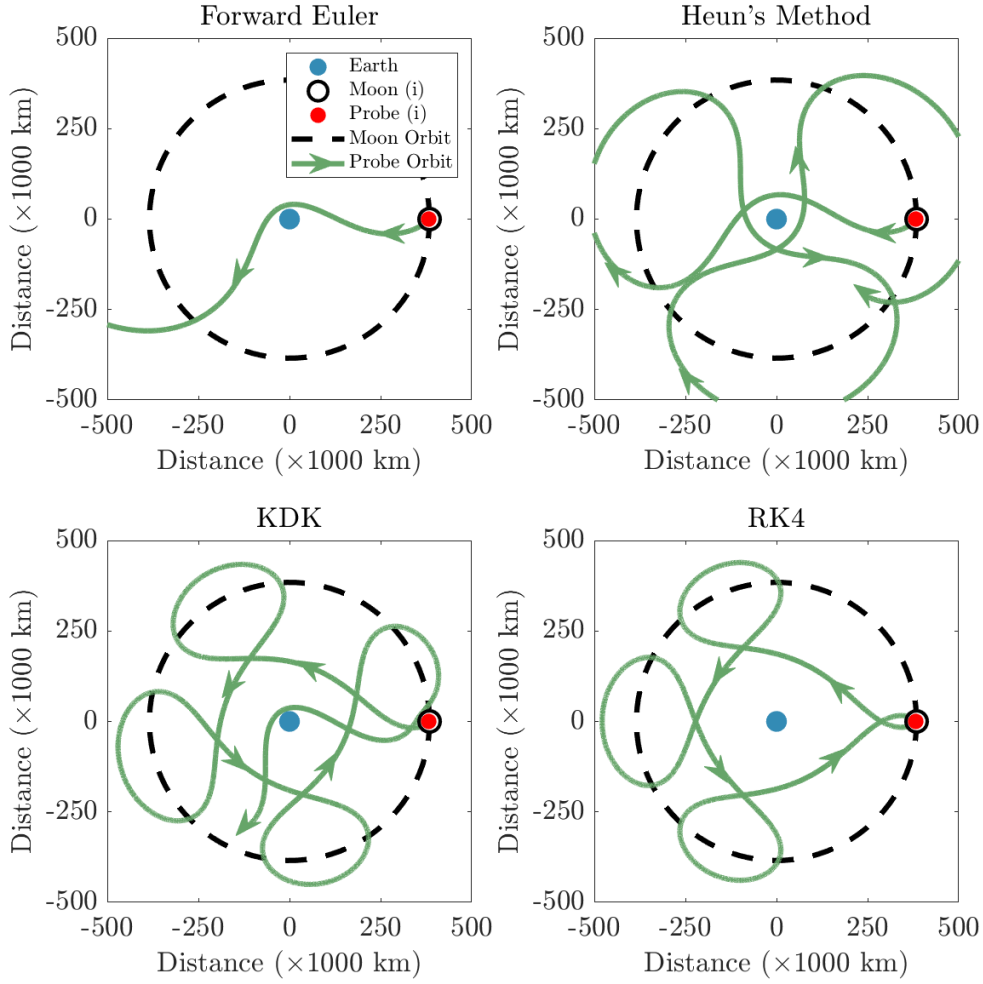 Forward Euler
500
250
0
-250
-500
Distance (×1000 km)
-500 -250 0 250 500
Distance (×1000 km)
Earth
Moon (i)
Probe (i)
Moon Orbit
Probe Orbit
Heun's Method
500
250
0
-250
-500
Distance (×1000 km)
-500 -250 0 250 500
Distance (×1000 km)
KDK
500
250
0
-250
-500
Distance (×1000 km)
-500 -250 0 250 500
Distance (×1000 km)
RK4
500
250
0
-250
-500
Distance (×1000 km)
-500 -250 0 250 500
Distance (×1000 km)